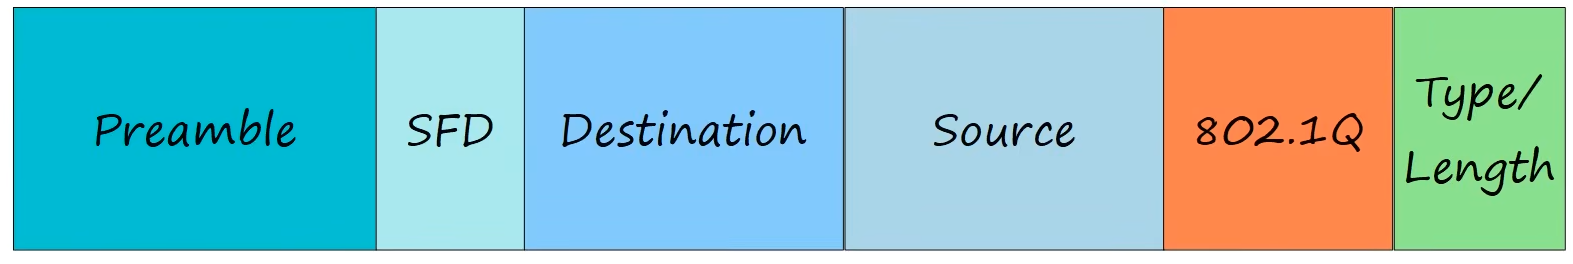 Preamble
SFD
Destination
Source
802.1Q
Type/
Length